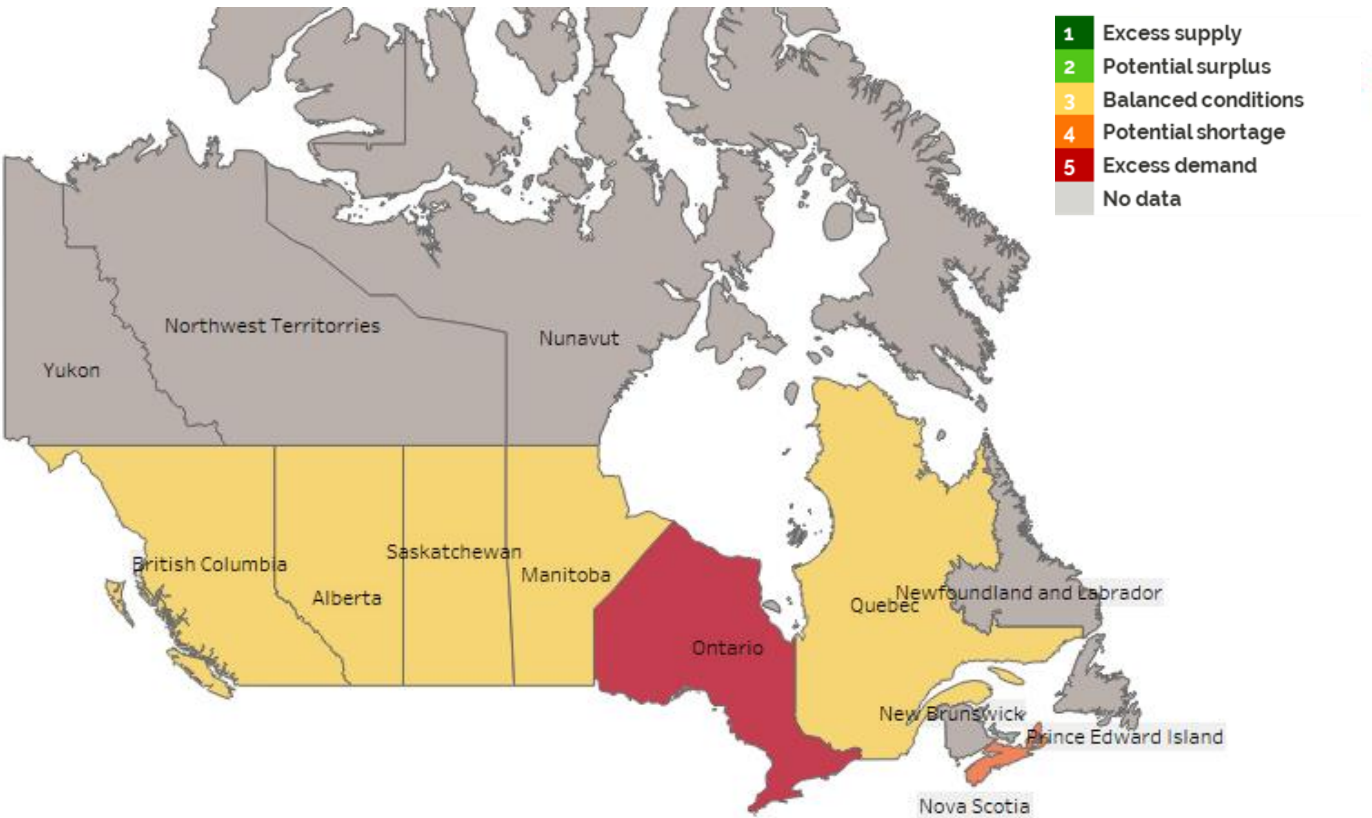 1 Excess supply
2 Potential surplus
3 Balanced conditions
4 Potential shortage
5 Excess demand
No data
Northwest Territorries
Nunavut
Yukon
British Columbia
Saskatchewan
Manitoba
Alberta
Newfoundland and Labrador
Quebec
Ontario
New Brunswick
Prince Edward Island
Nova Scotia